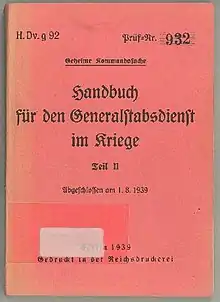 H. Dv. g 92 Prüf-Nr. 932
Geheime Kommandosache
Handbuch
für den Generalstabsdienst
im Kriege
Teil II
Abgeschlossen am 1. 8. 1939
1939
Gedruckt in der Reichsdruckerei